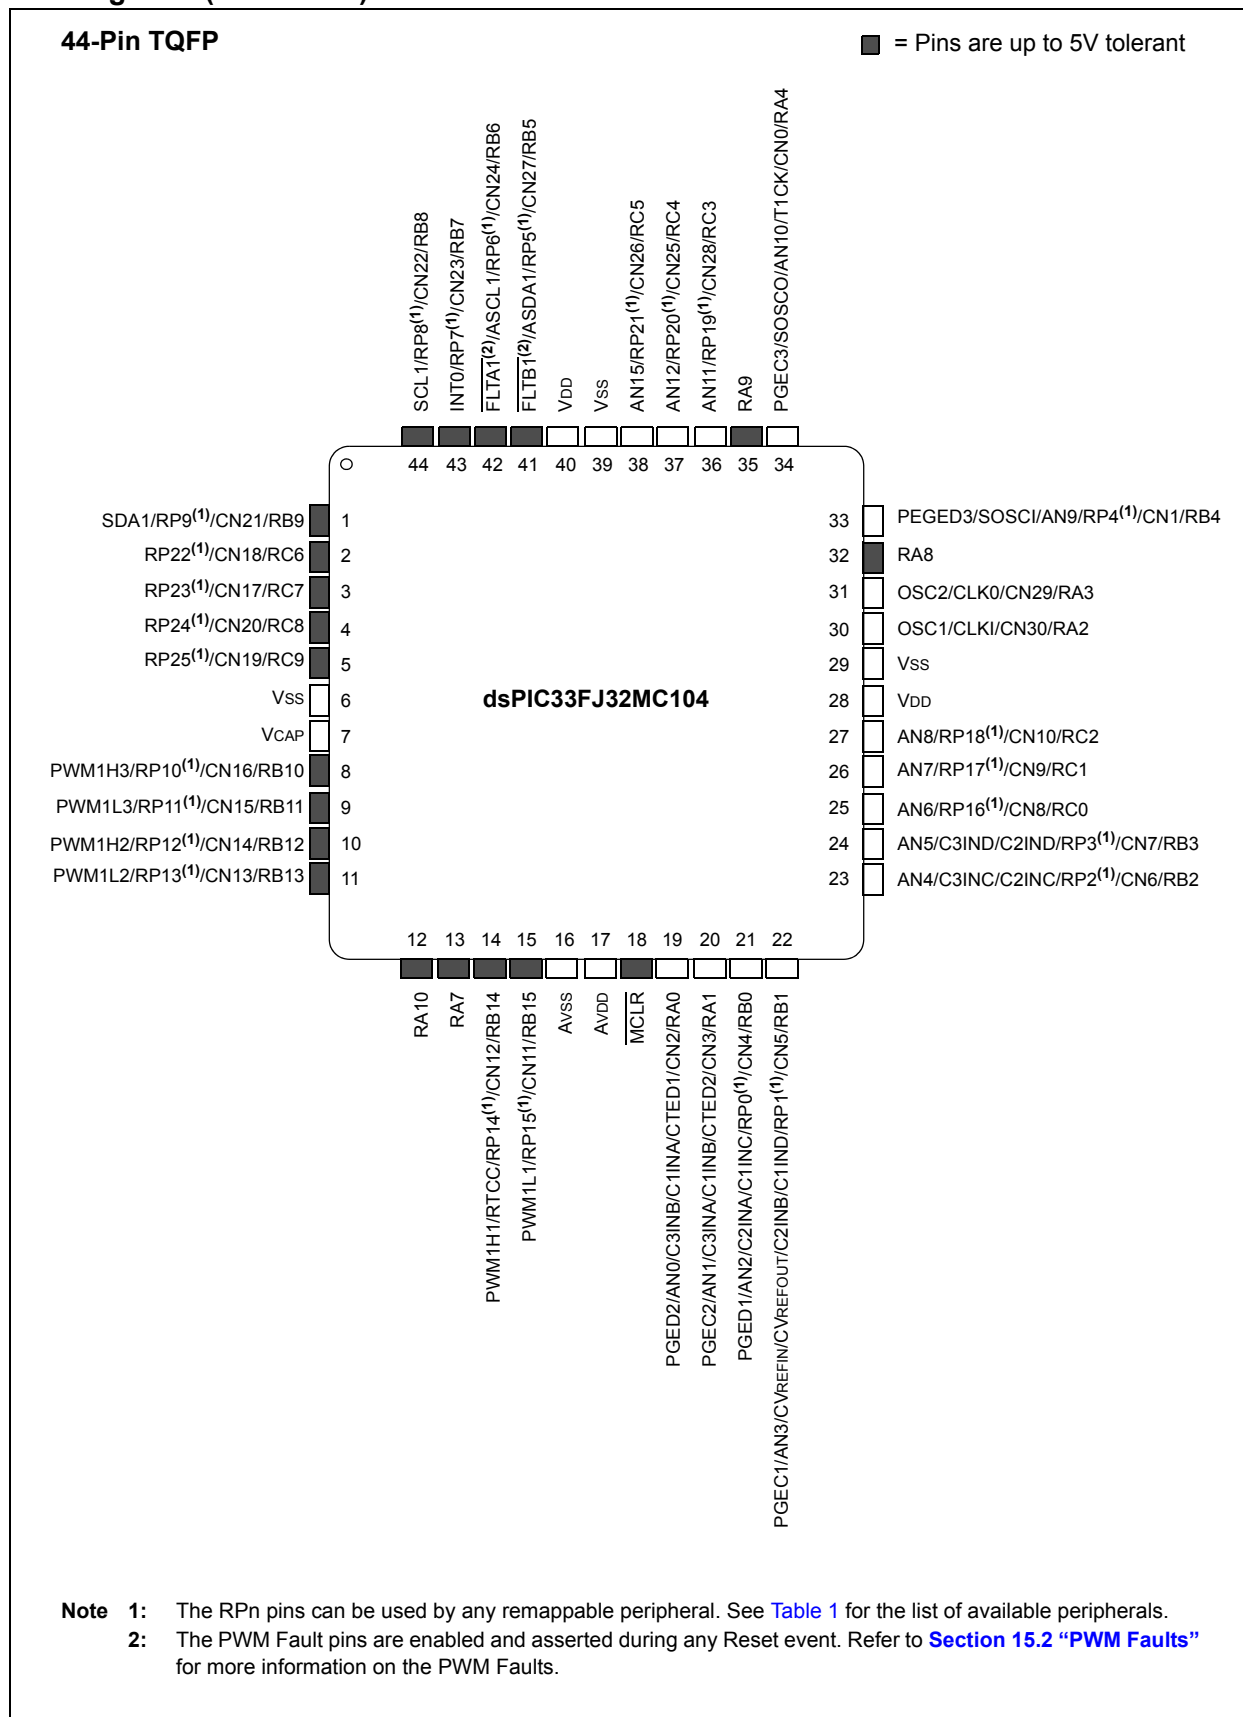 44-Pin TQFP
= Pins are up to 5V tolerant
SCL1/RP8(1)/CN22/RB8
INT0/RP7(1)/CN23/RB7
FLTA1(2)/ASCL1/RP6(1)/CN24/RB6
FLTB1(2)/ASDA1/RP5(1)/CN27/RB5
VDD
VSS
AN15/RP21(1)/CN26/RC5
AN12/RP20(1)/CN25/RC4
AN11/RP19(1)/CN28/RC3
RA9
PGEC3/SOSCO/AN10/T1CK/CN0/RA4
44 43 42 41 40 39 38 37 36 35 34
SDA1/RP9(1)/CN21/RB9 1
RP22(1)/CN18/RC6 2
RP23(1)/CN17/RC7 3
RP24(1)/CN20/RC8 4
RP25(1)/CN19/RC9 5
VSS 6
VCAP 7
PWM1H3/RP10(1)/CN16/RB10 8
PWM1L3/RP11(1)/CN15/RB11 9
PWM1H2/RP12(1)/CN14/RB12 10
PWM1L2/RP13(1)/CN13/RB13 11
dsPIC33FJ32MC104
33 PEGED3/SOSCI/AN9/RP4(1)/CN1/RB4
32 RA8
31 OSC2/CLK0/CN29/RA3
30 OSC1/CLKI/CN30/RA2
29 VSS
28 VDD
27 AN8/RP18(1)/CN10/RC2
26 AN7/RP17(1)/CN9/RC1
25 AN6/RP16(1)/CN8/RC0
24 AN5/C3IND/C2IND/RP3(1)/CN7/RB3
23 AN4/C3INC/C2INC/RP2(1)/CN6/RB2
12 13 14 15 16 17 18 19 20 21 22
RA10
RA7
PWM1H1/RTCC/RP14(1)/CN12/RB14
PWM1L1/RP15(1)/CN11/RB15
AVSS
AVDD
MCLR
PGED2/AN0/C3INB/C1INA/CTED1/CN2/RA0
PGEC2/AN1/C3INA/C1INB/CTED2/CN3/RA1
PGED1/AN2/C2INA/C1INC/RP0(1)/CN4/RB0
PGEC1/AN3/CVREFIN/CVREFOUT/C2INB/C1IND/RP1(1)/CN5/RB1
Note 1: The RPn pins can be used by any remappable peripheral. See Table 1 for the list of available peripherals.
2: The PWM Fault pins are enabled and asserted during any Reset event. Refer to Section 15.2 “PWM Faults”
for more information on the PWM Faults.